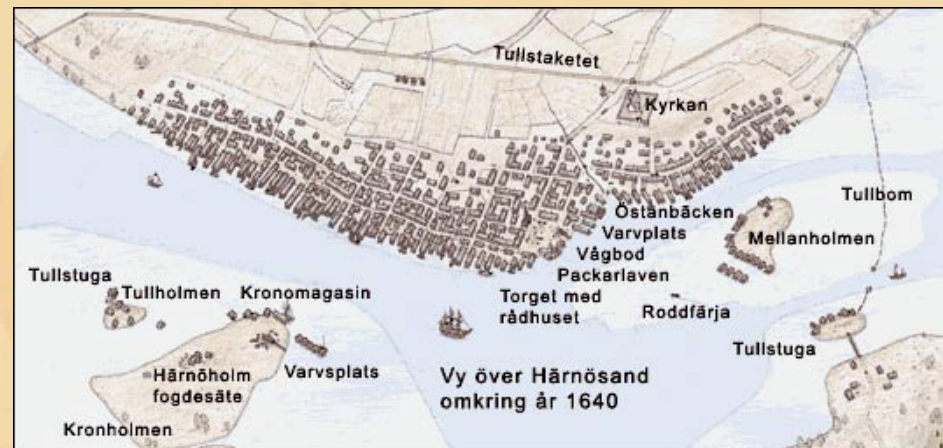 Tullstaketet
Kyrkan
Tullbom
Östanbäcken
Varvplats
Mellanholmen
Vågbod
Packarlaven
Tullstuga
Tullholmen
Kronomagasin
Torget med
rådhuset
Roddfärja
Tullstuga
Härnöholm
fogdesäte
Varvsplats
Vy över Härnösand
omkring år 1640
Kronholmen